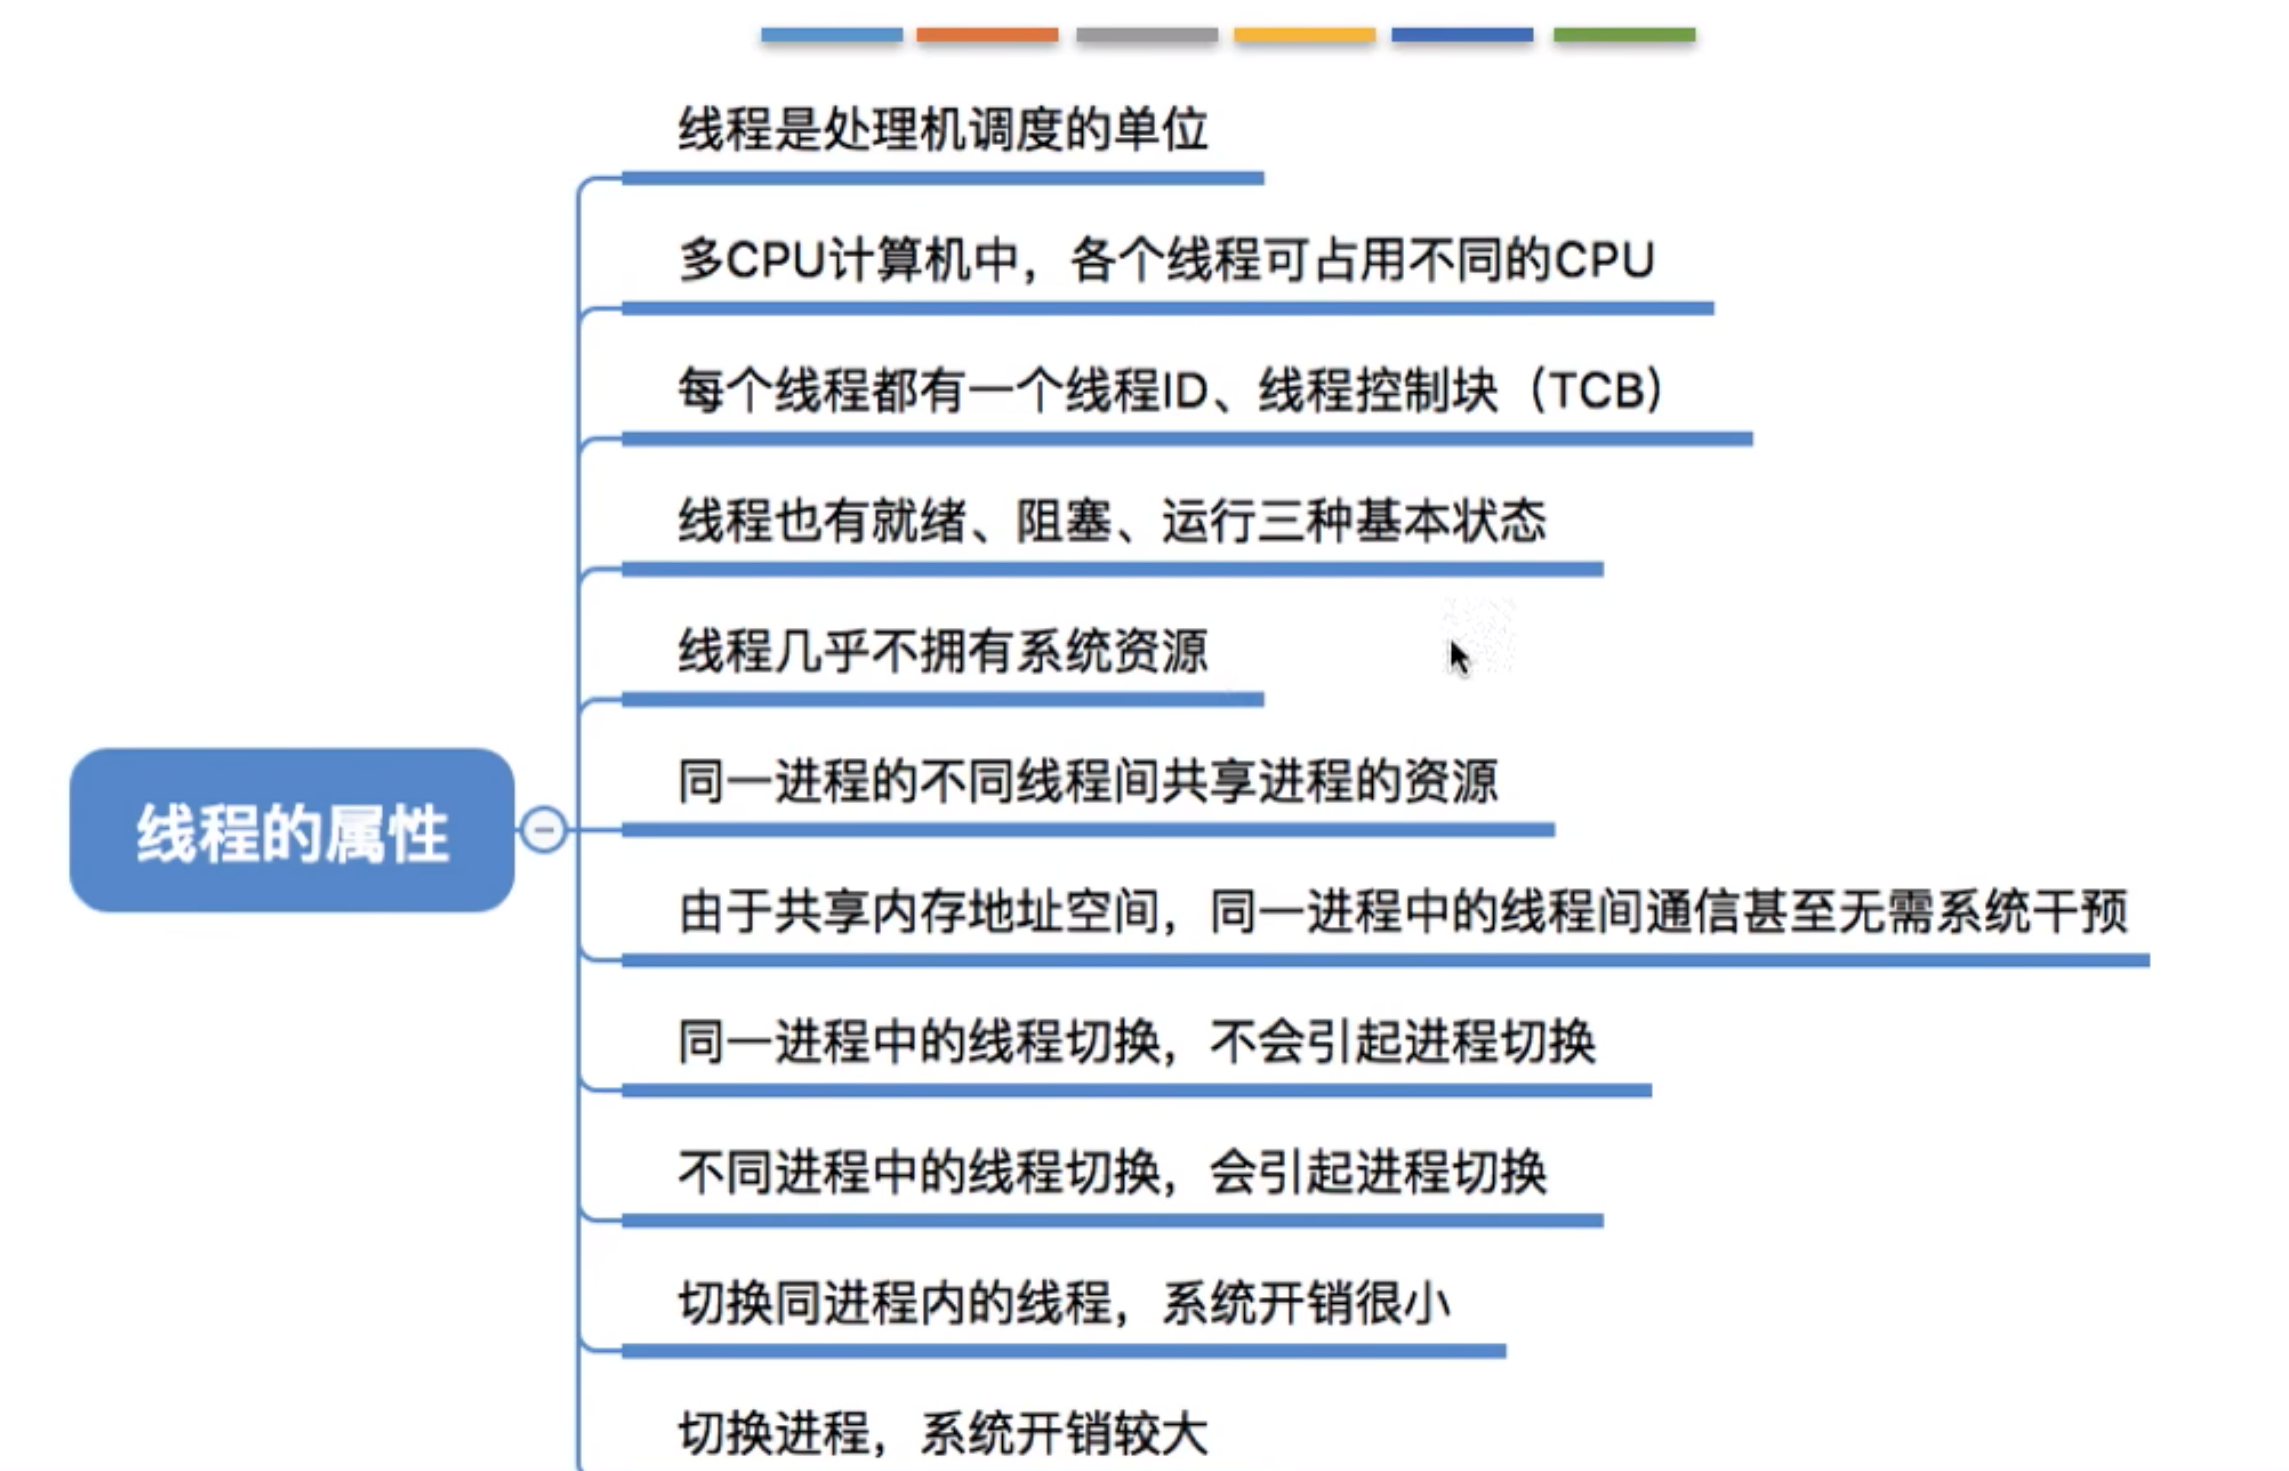 线程是处理机调度的单位
多CPU计算机中，各个线程可占用不同的CPU
每个线程都有一个线程ID、线程控制块（TCB）
线程也有就绪、阻塞、运行三种基本状态
线程几乎不拥有系统资源
同一进程的不同线程间共享进程的资源
线程的属性
由于共享内存地址空间，同一进程中的线程间通信甚至无需系统干预
同一进程中的线程切换，不会引起进程切换
不同进程中的线程切换，会引起进程切换
切换同进程内的线程，系统开销很小
切换进程，系统开销较大